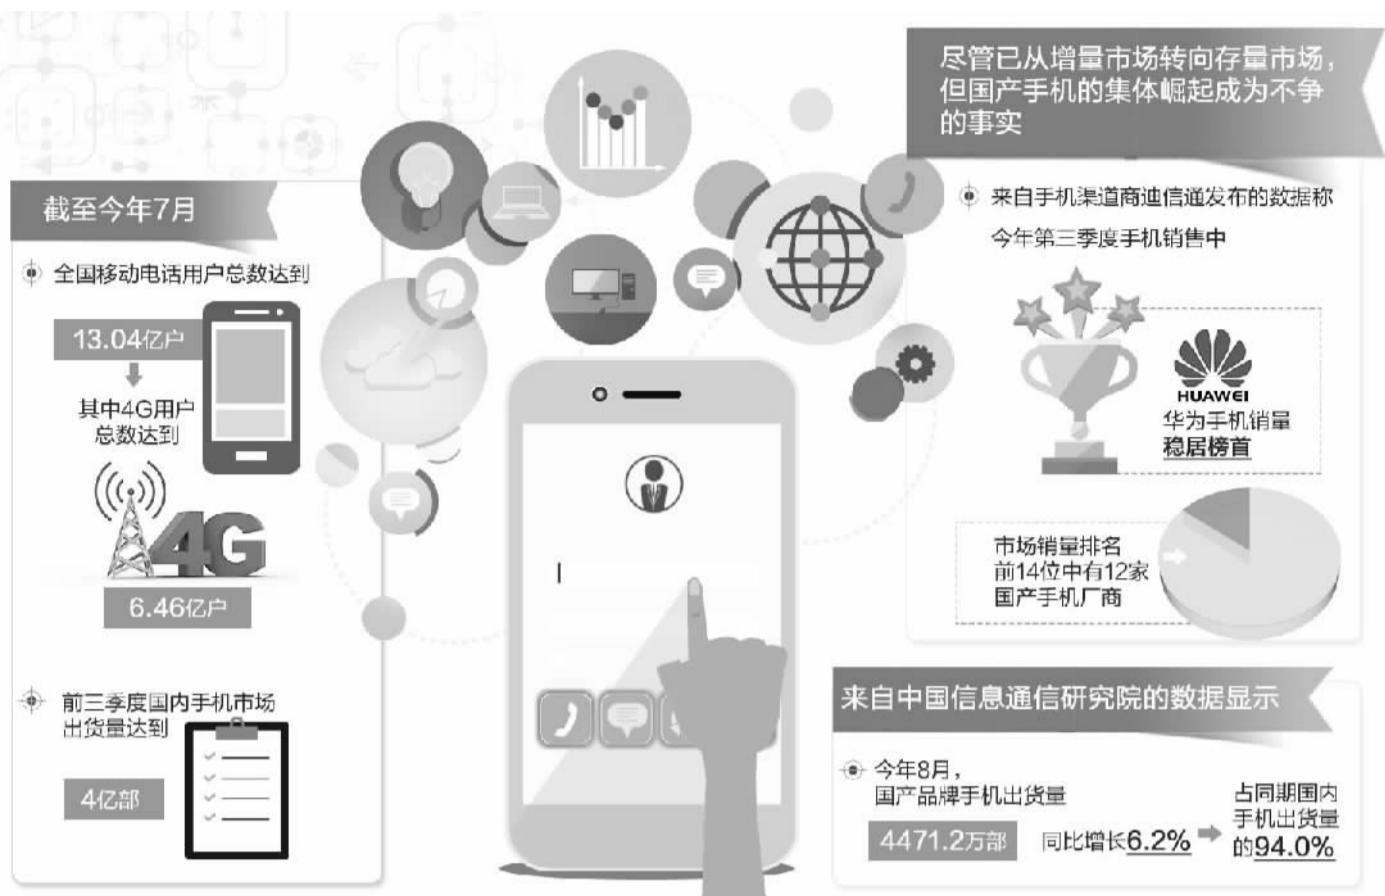 截至今年7月
全国移动电话用户总数达到
13.04亿户
其中4G用户
总数达到
4G
6.46亿户
前三季度国内手机市场
出货量达到
4亿部
尽管已从增量市场转向存量市场，
但国产手机的集体崛起成为不争
的事实
来自手机渠道商迪信通发布的数据称
今年第三季度手机销售中
HUAWEI
华为手机销量
稳居榜首
市场销量排名
前14位中有12家
国产手机厂商
来自中国信息通信研究院的数据显示
今年8月，
国产品牌手机出货量
4471.2万部
同比增长6.2%
占同期国内
手机出货量
的94.0%